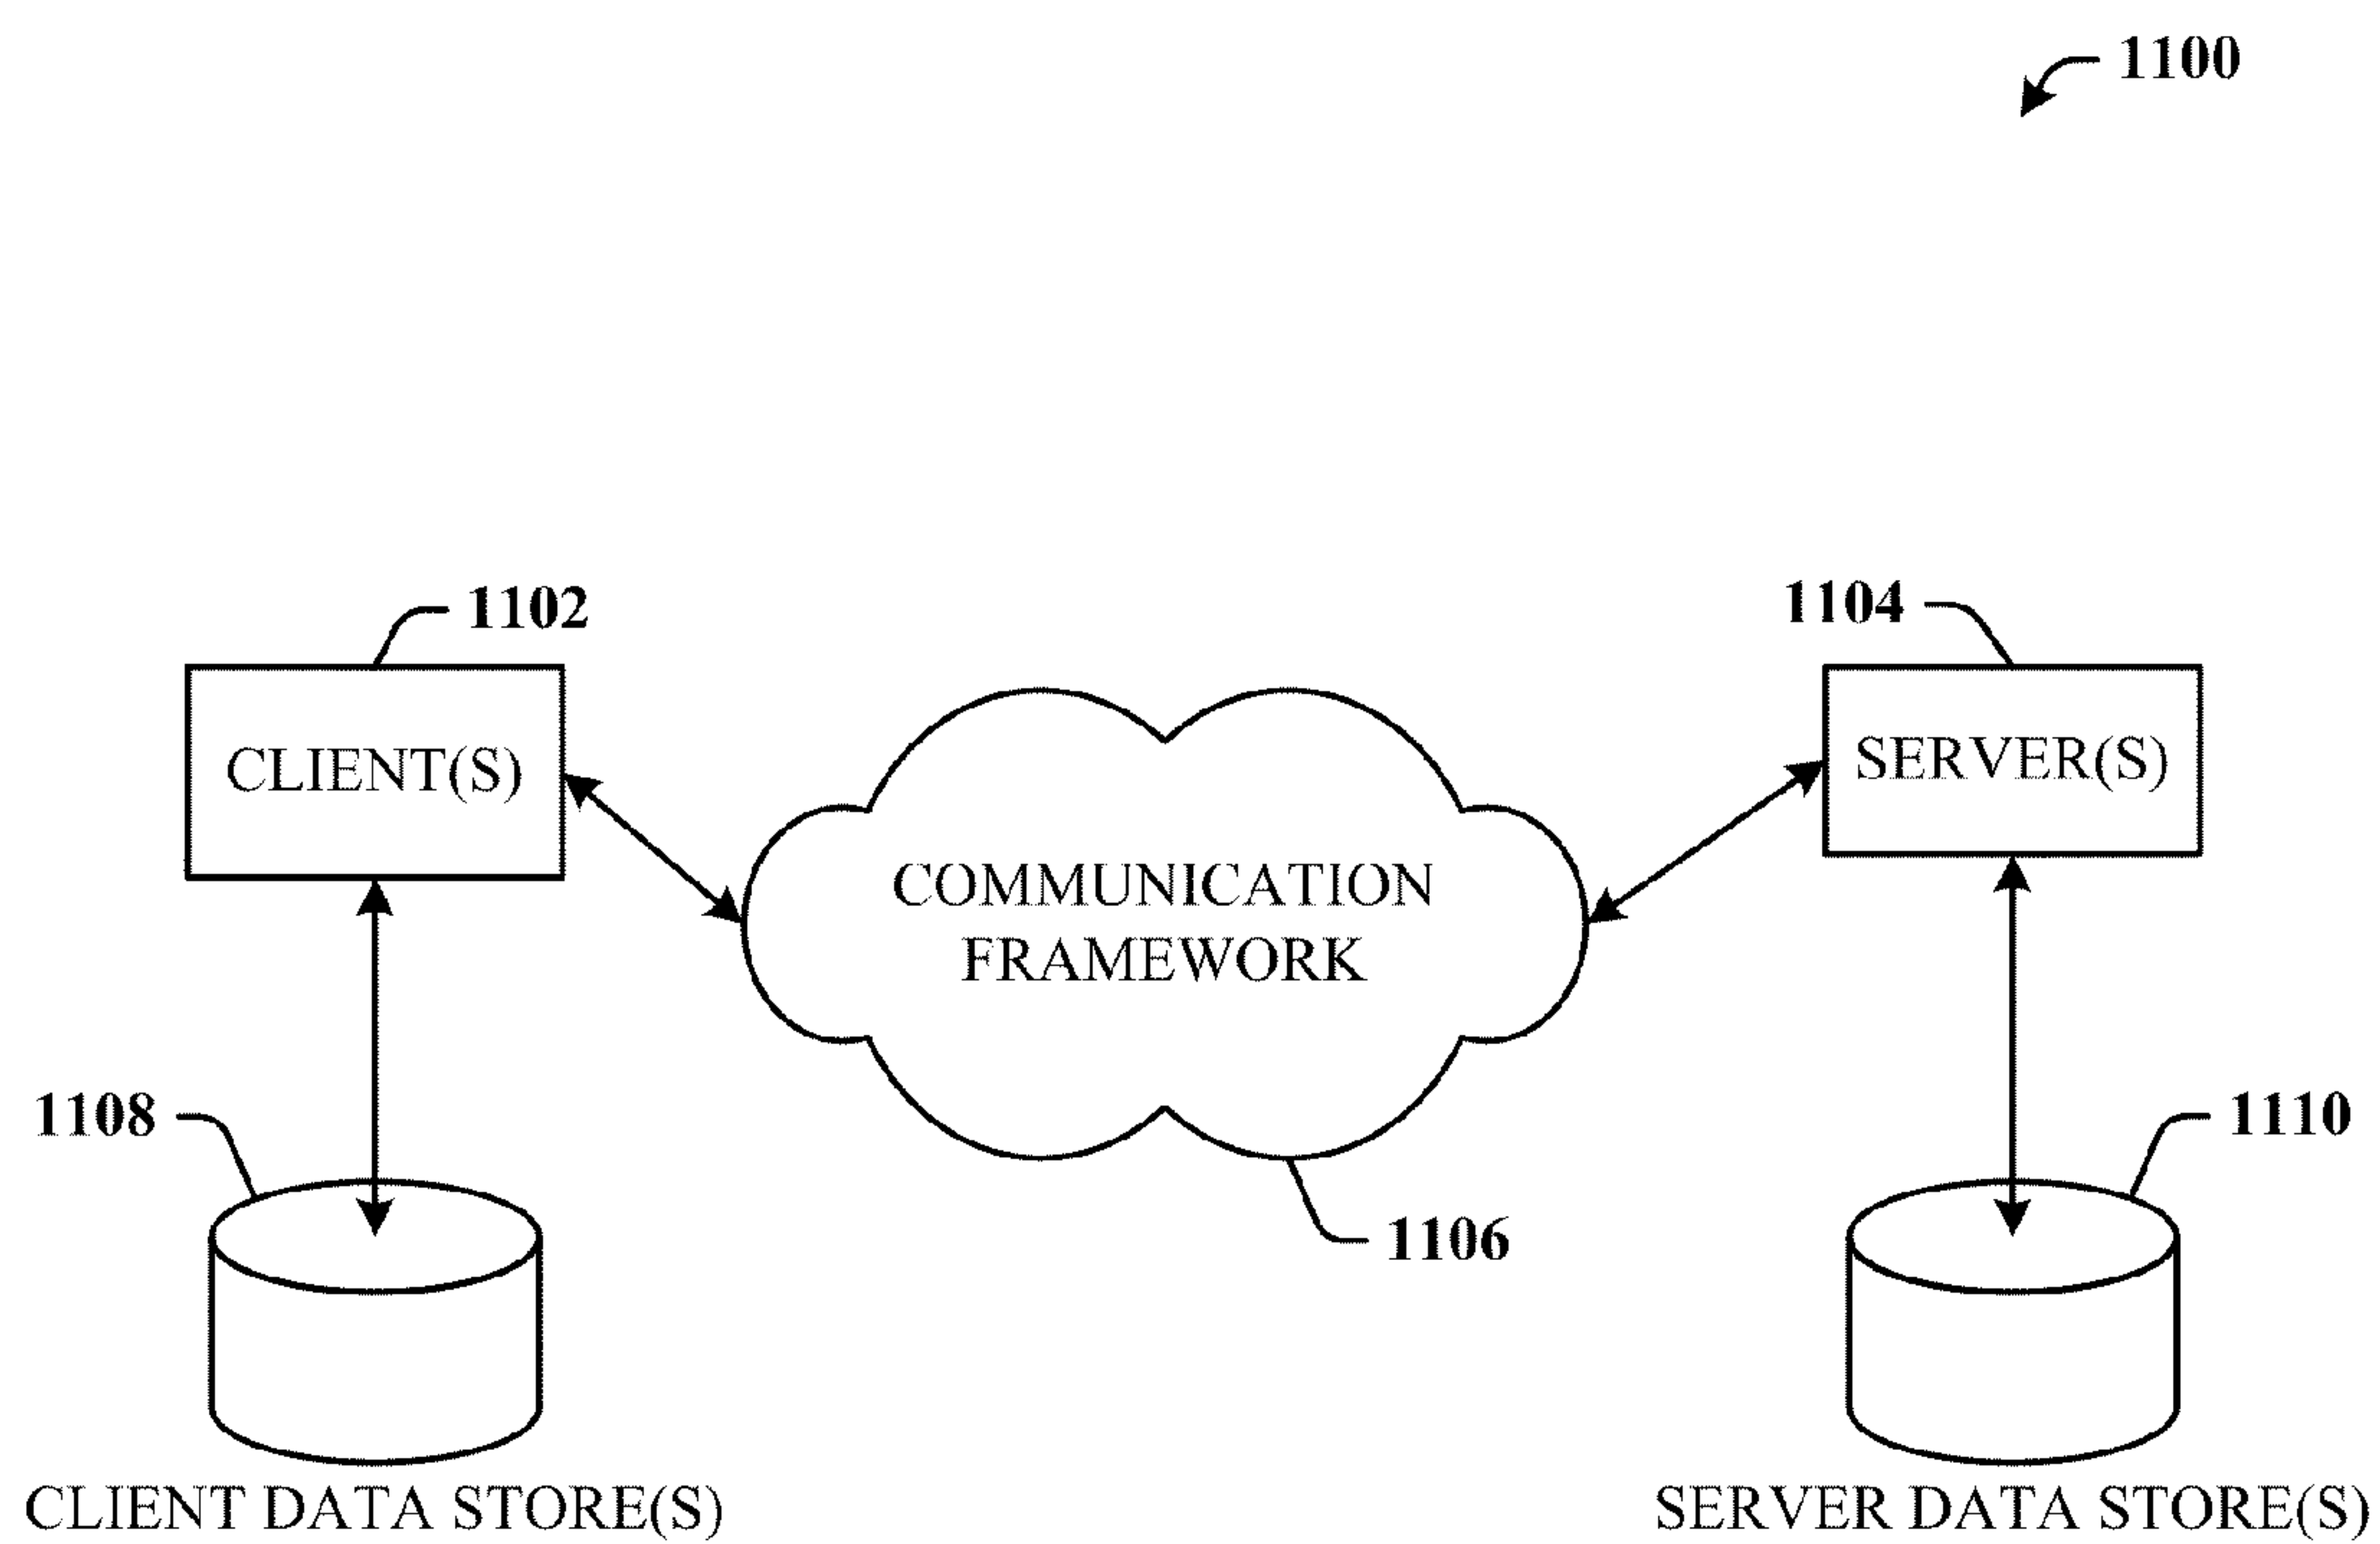 1100
1102
1104
CLIENT(S)
SERVER(S)
COMMUNICATION
FRAMEWORK
1108
1110
1106
CLIENT DATA STORE(S)
SERVER DATA STORE(S)